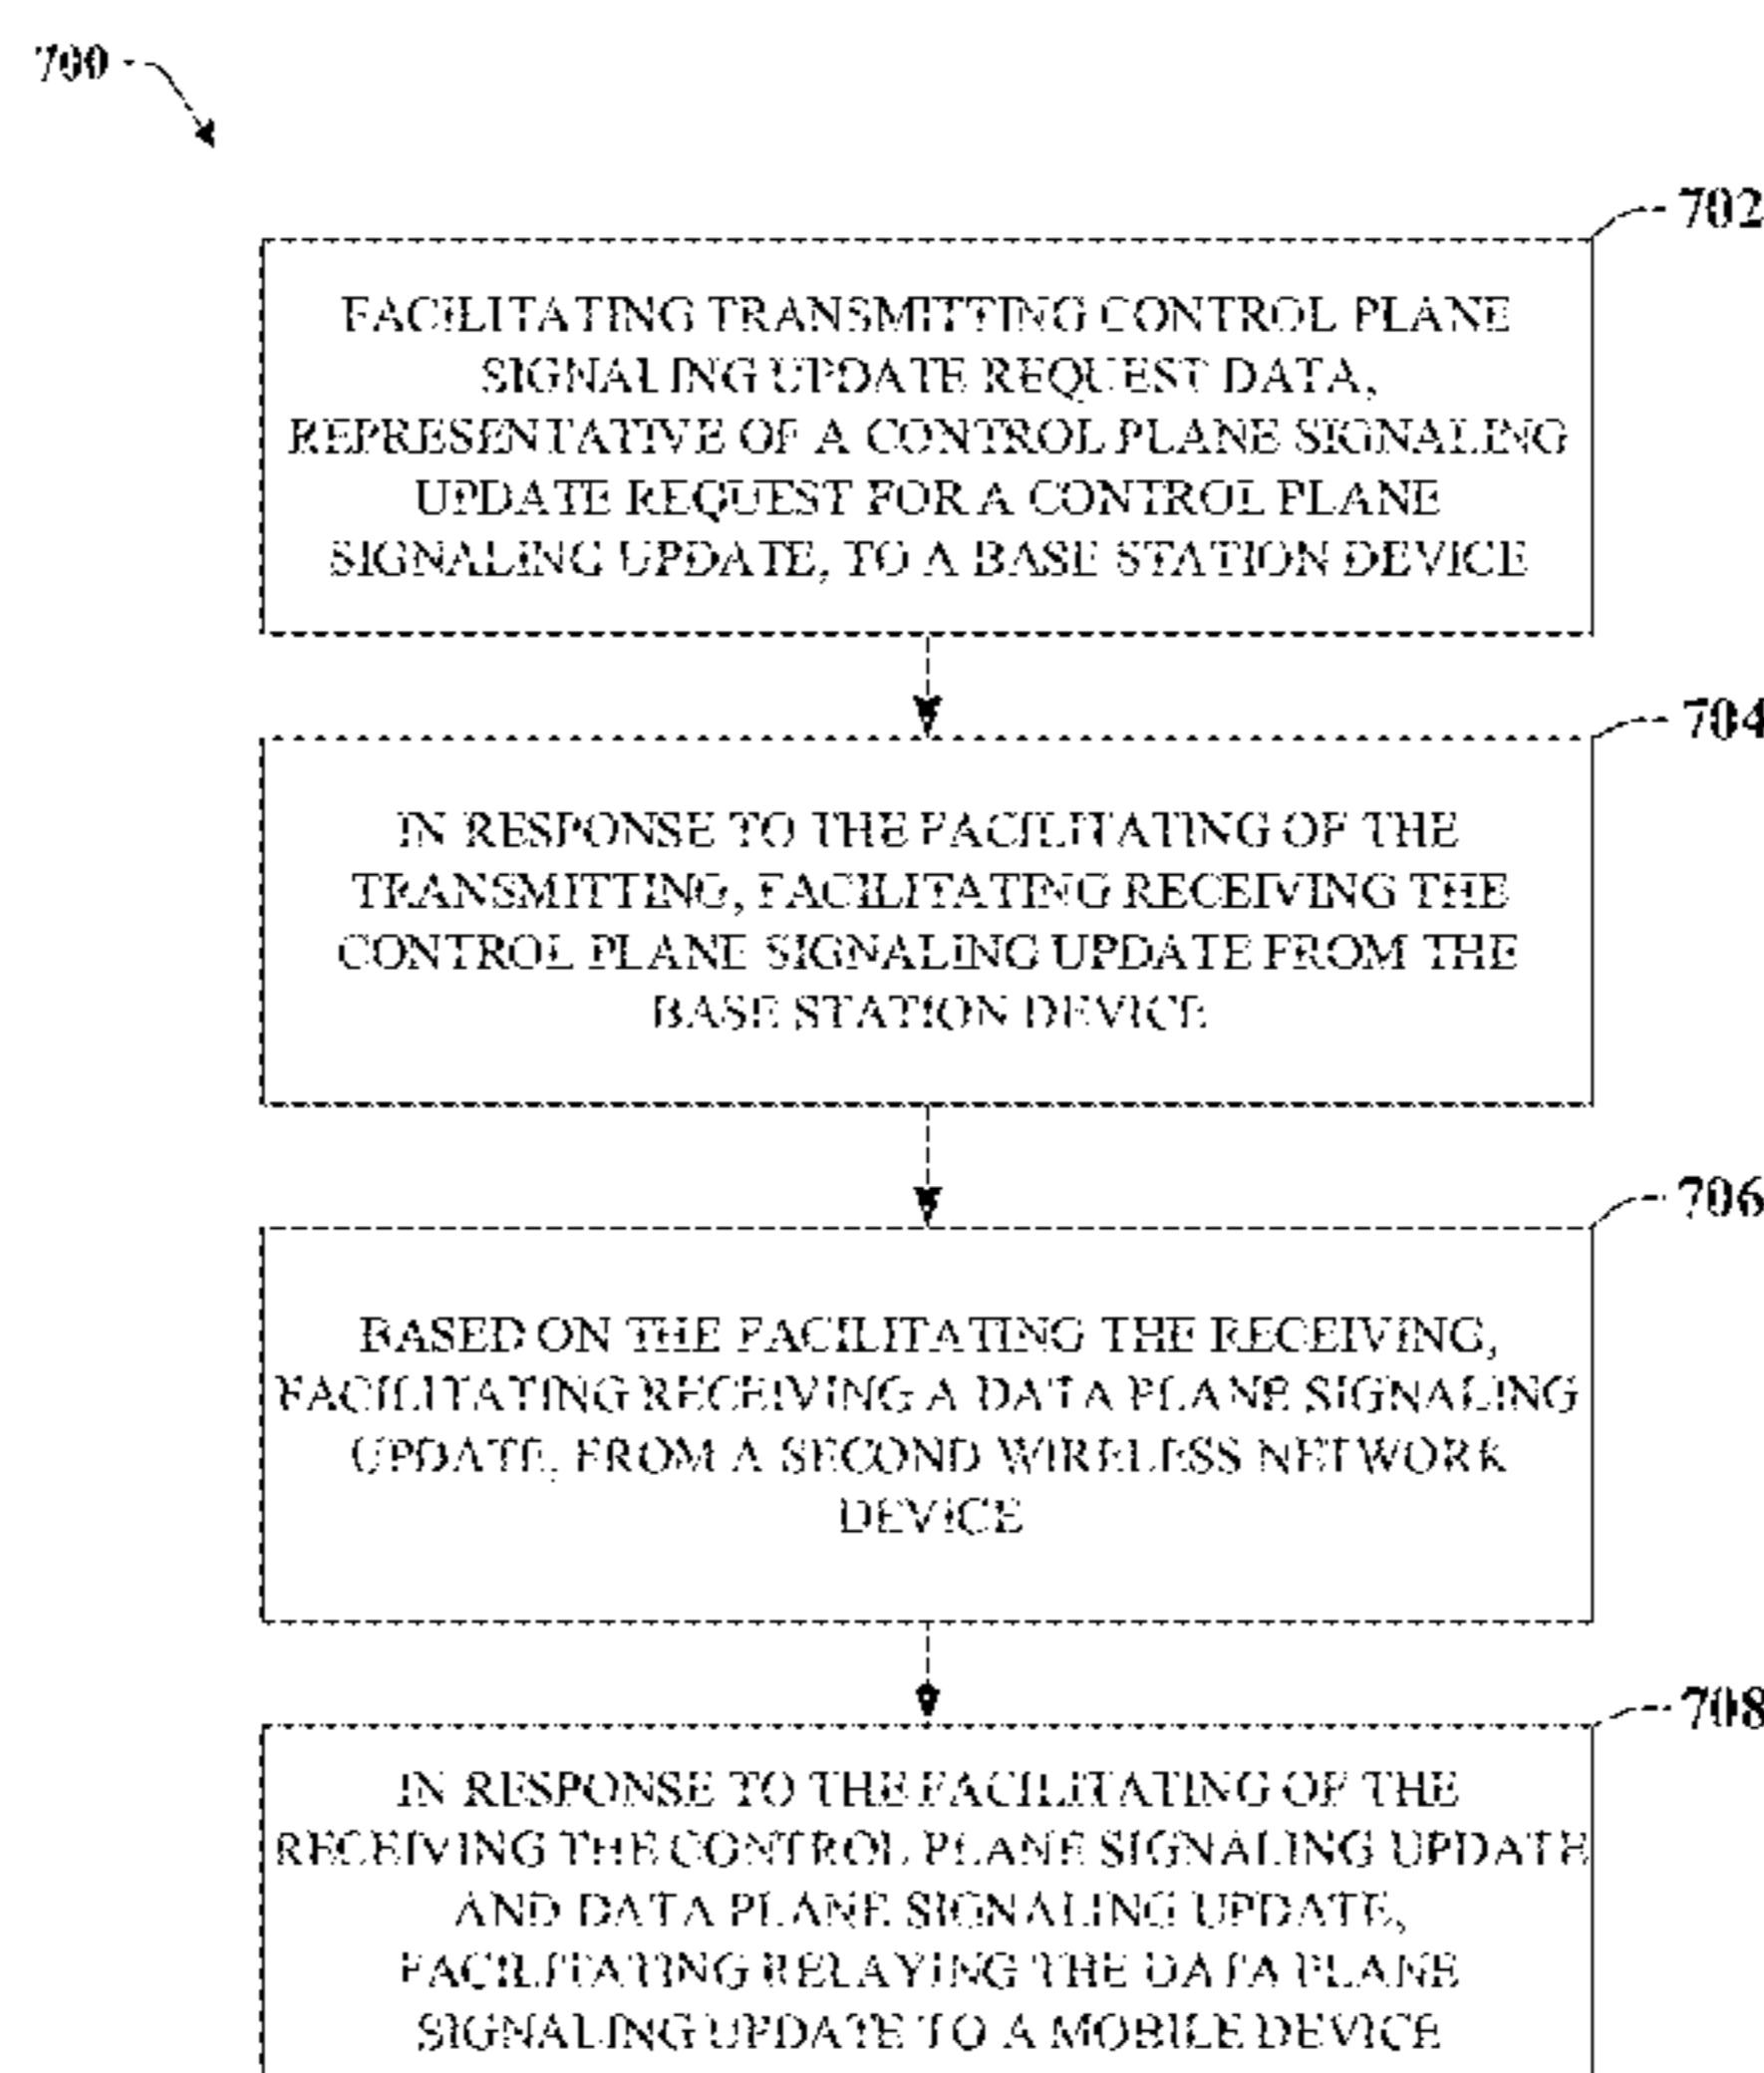 700
702
FACILITATING TRANSMITTING CONTROL PLANE
SIGNALING UPDATE REQUEST DATA,
REPRESENTATIVE OF A CONTROL PLANE SIGNALING
UPDATE REQUEST FOR A CONTROL PLANE
SIGNALING UPDATE, TO A BASE STATION DEVICE
704
IN RESPONSE TO THE FACILITATING OF THE
TRANSMITTING, FACILITATING RECEIVING THE
CONTROL PLANE SIGNALING UPDATE FROM THE
BASE STATION DEVICE
706
BASED ON THE FACILITATING THE RECEIVING,
FACILITATING RECEIVING A DATA PLANE SIGNALING
UPDATE, FROM A SECOND WIRELESS NETWORK
DEVICE
708
IN RESPONSE TO THE FACILITATING OF THE
RECEIVING THE CONTROL PLANE SIGNALING UPDATE
AND DATA PLANE SIGNALING UPDATE,
FACILITATING RELAYING THE DATA PLANE
SIGNALING UPDATE TO A MOBILE DEVICE